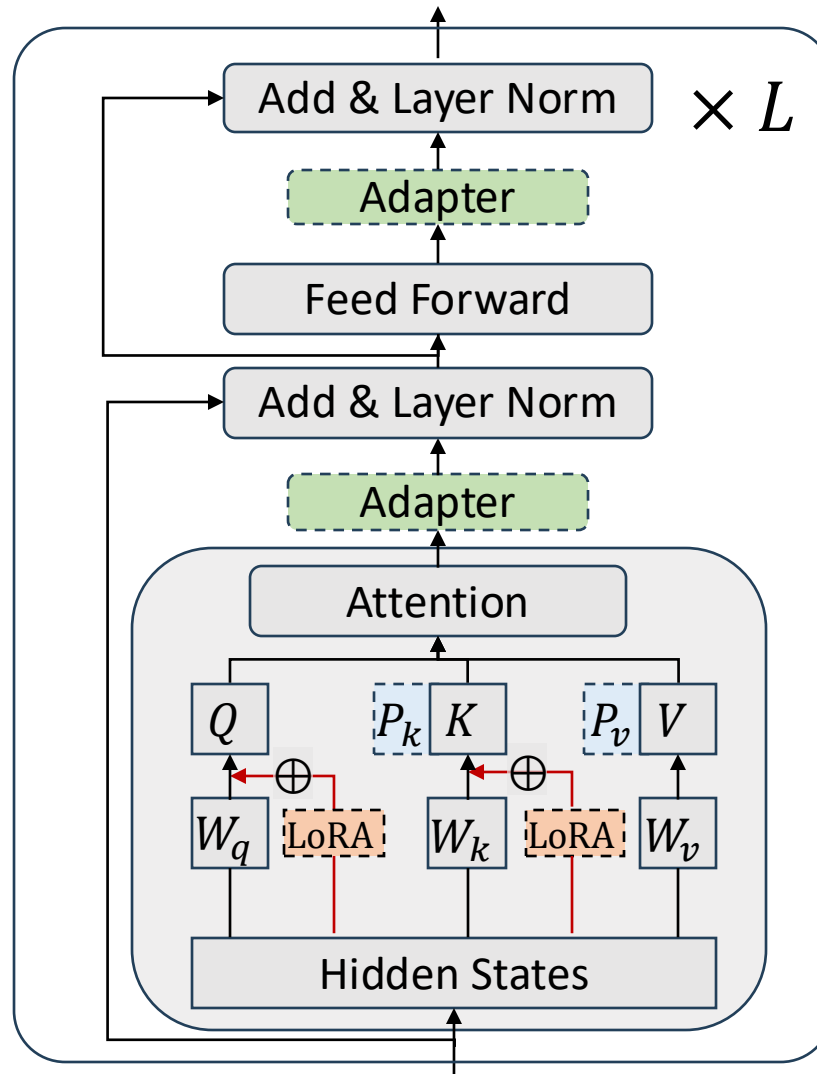 Add & Layer Norm
× L
Adapter
Feed Forward
Add & Layer Norm
Adapter
Attention
Q
P_k
K
P_v
V
⊕
⊕
W_q
LoRA
W_k
LoRA
W_v
Hidden States